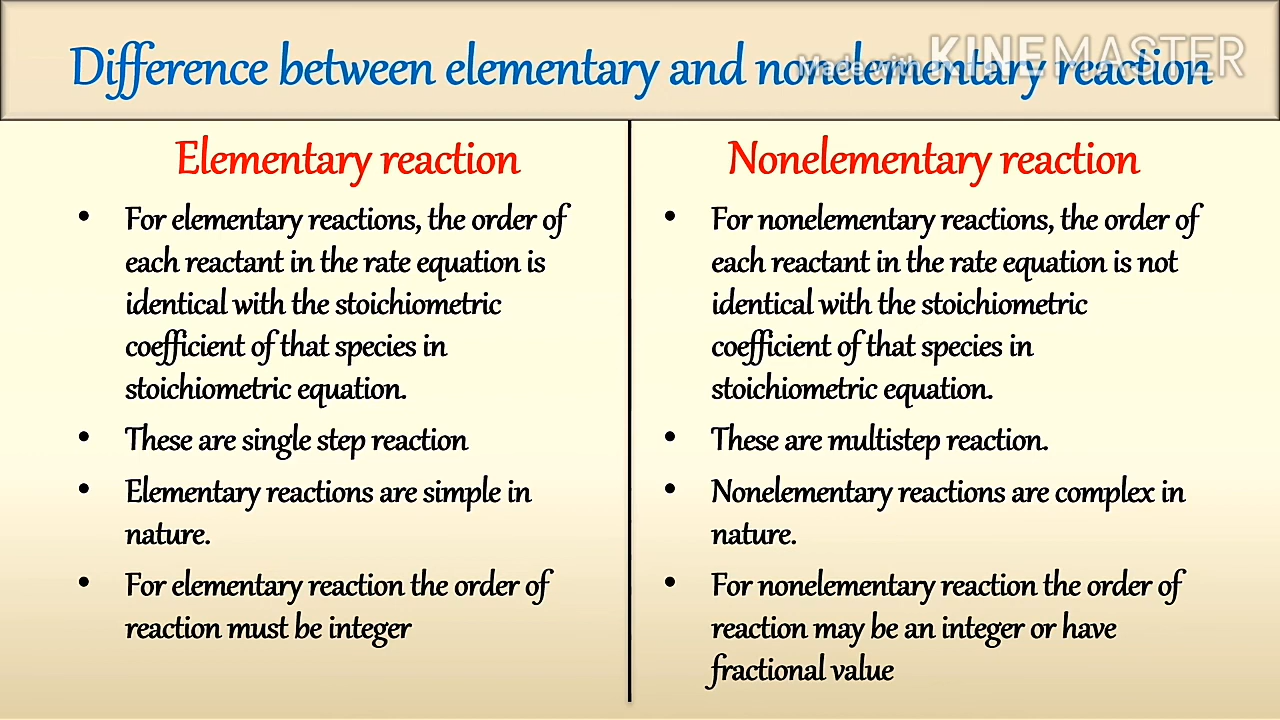 Difference between elementary and nonelementary reaction
Made with KINEMASTER
Elementary reaction
• For elementary reactions, the order of
each reactant in the rate equation is
identical with the stoichiometric
coefficient of that species in
stoichiometric equation.
• These are single step reaction
• Elementary reactions are simple in
nature.
• For elementary reaction the order of
reaction must be integer
Nonelementary reaction
• For nonelementary reactions, the order of
each reactant in the rate equation is not
identical with the stoichiometric
coefficient of that species in
stoichiometric equation.
• These are multistep reaction.
• Nonelementary reactions are complex in
nature.
• For nonelementary reaction the order of
reaction may be an integer or have
fractional value